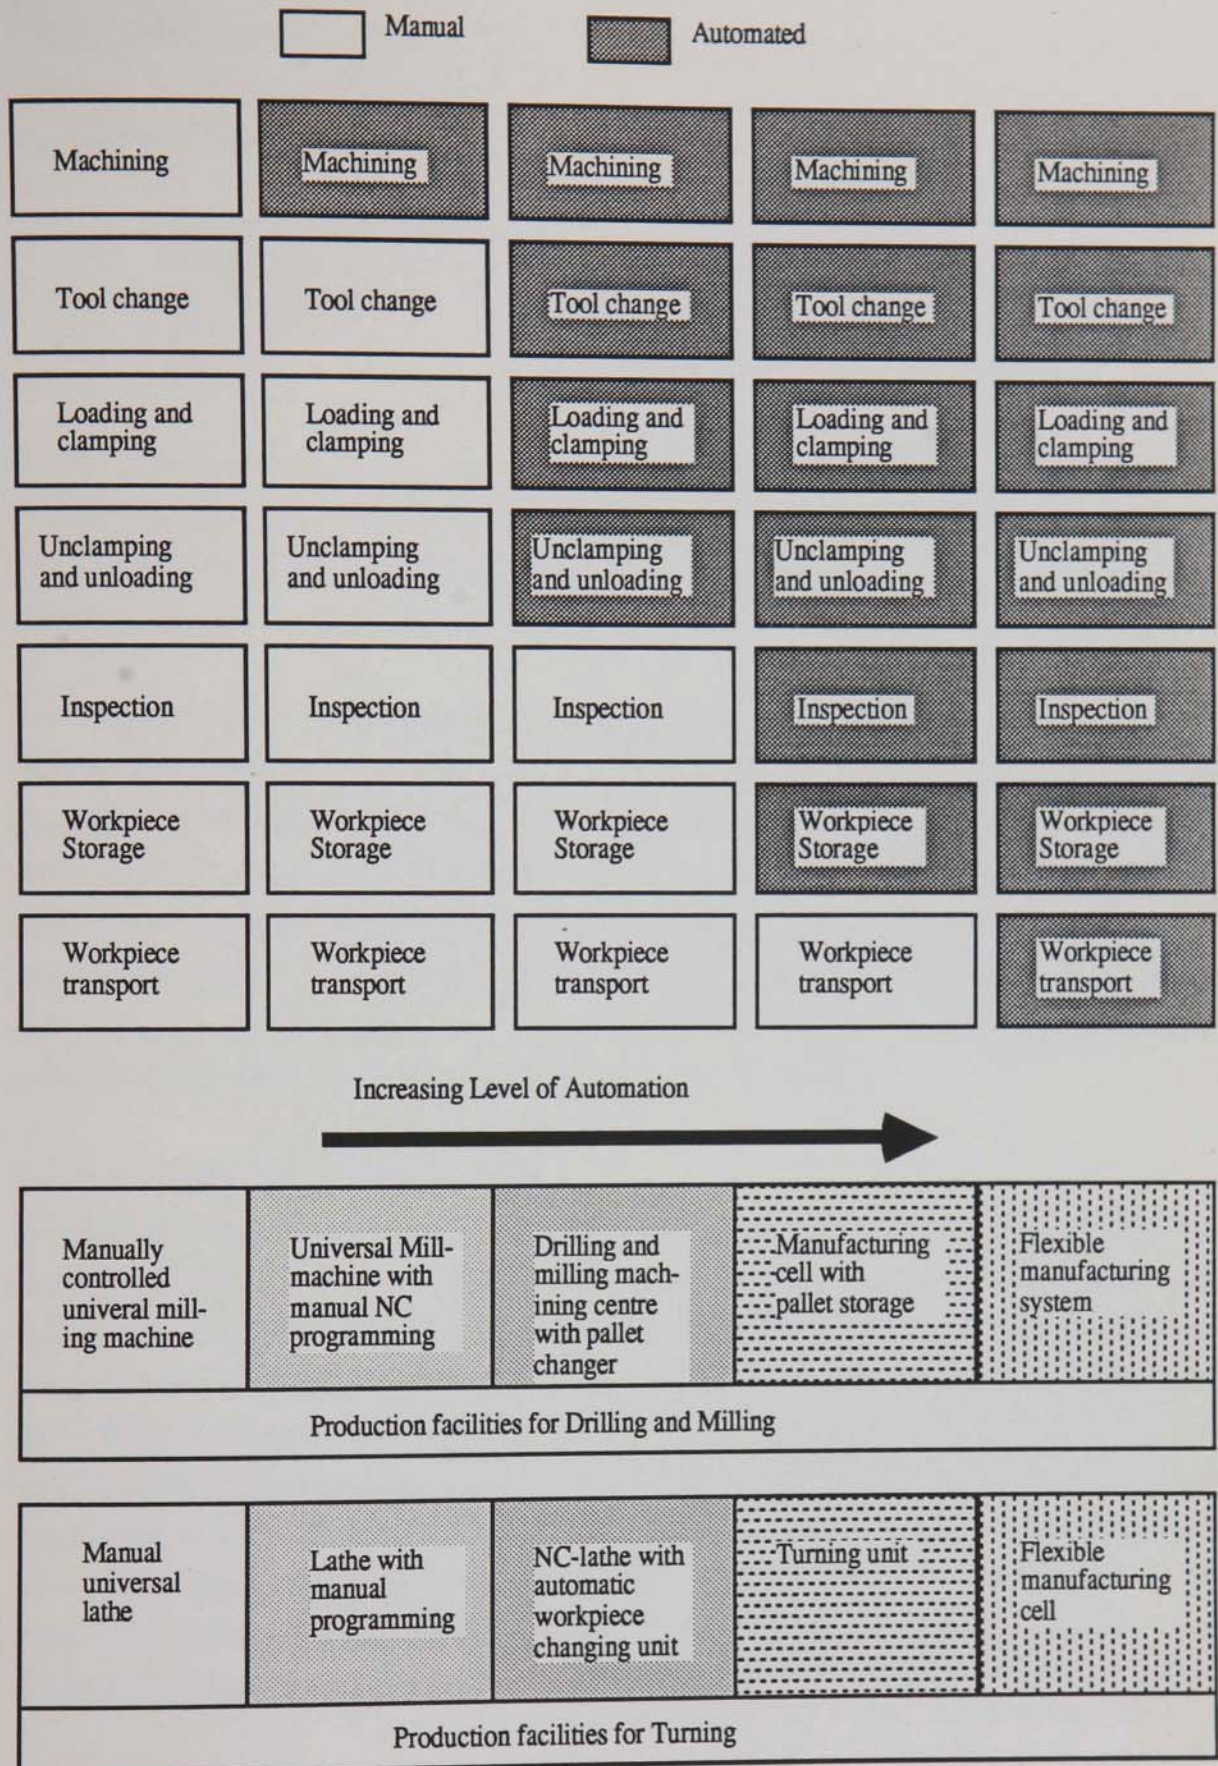 Manual
Automated
Machining
Machining
Machining
Machining
Machining
Tool change
Tool change
Tool change
Tool change
Tool change
Loading and
clamping
Loading and
clamping
Loading and
clamping
Loading and
clamping
Loading and
clamping
Unclamping
and unloading
Unclamping
and unloading
Unclamping
and unloading
Unclamping
and unloading
Unclamping
and unloading
Inspection
Inspection
Inspection
Inspection
Inspection
Workpiece
Storage
Workpiece
Storage
Workpiece
Storage
Workpiece
Storage
Workpiece
Storage
Workpiece
transport
Workpiece
transport
Workpiece
transport
Workpiece
transport
Workpiece
transport
Increasing Level of Automation
Manually
controlled
univeral mill-
ing machine
Universal Mill-
machine with
manual NC
programming
Drilling and
milling mach-
ining centre
with pallet
changer
Manufacturing
cell with
pallet storage
Flexible
manufacturing
system
Production facilities for Drilling and Milling
Manual
universal
lathe
Lathe with
manual
programming
NC-lathe with
automatic
workpiece
changing unit
Turning unit
Flexible
manufacturing
cell
Production facilities for Turning